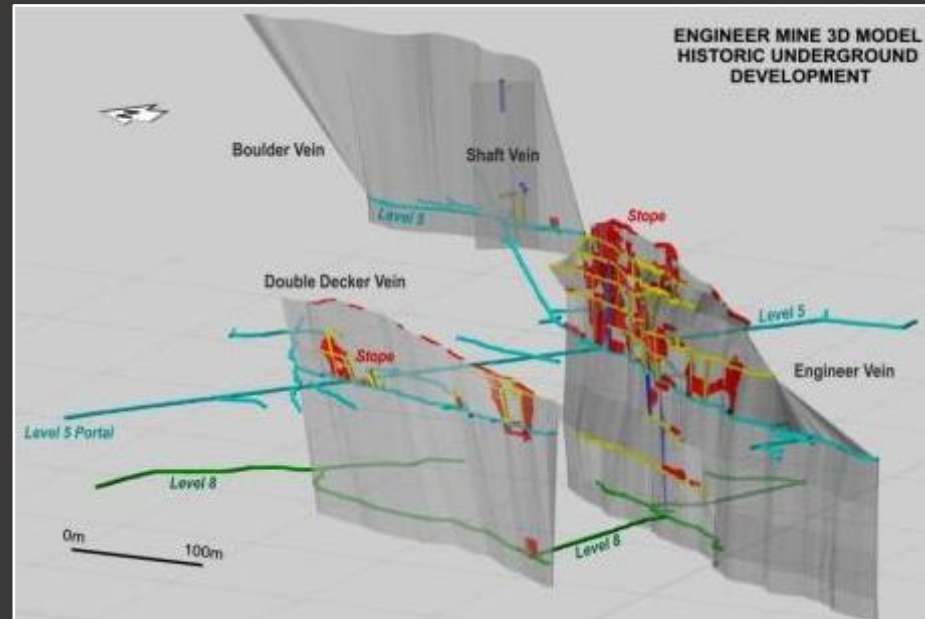 ENGINEER MINE 3D MODEL
HISTORIC UNDERGROUND
DEVELOPMENT
Boulder Vein
Shaft Vein
Level 5
Stope
Double Decker Vein
Level 5
Stope
Engineer Vein
Level 5 Portal
Level 8
Level 8
0m
100m